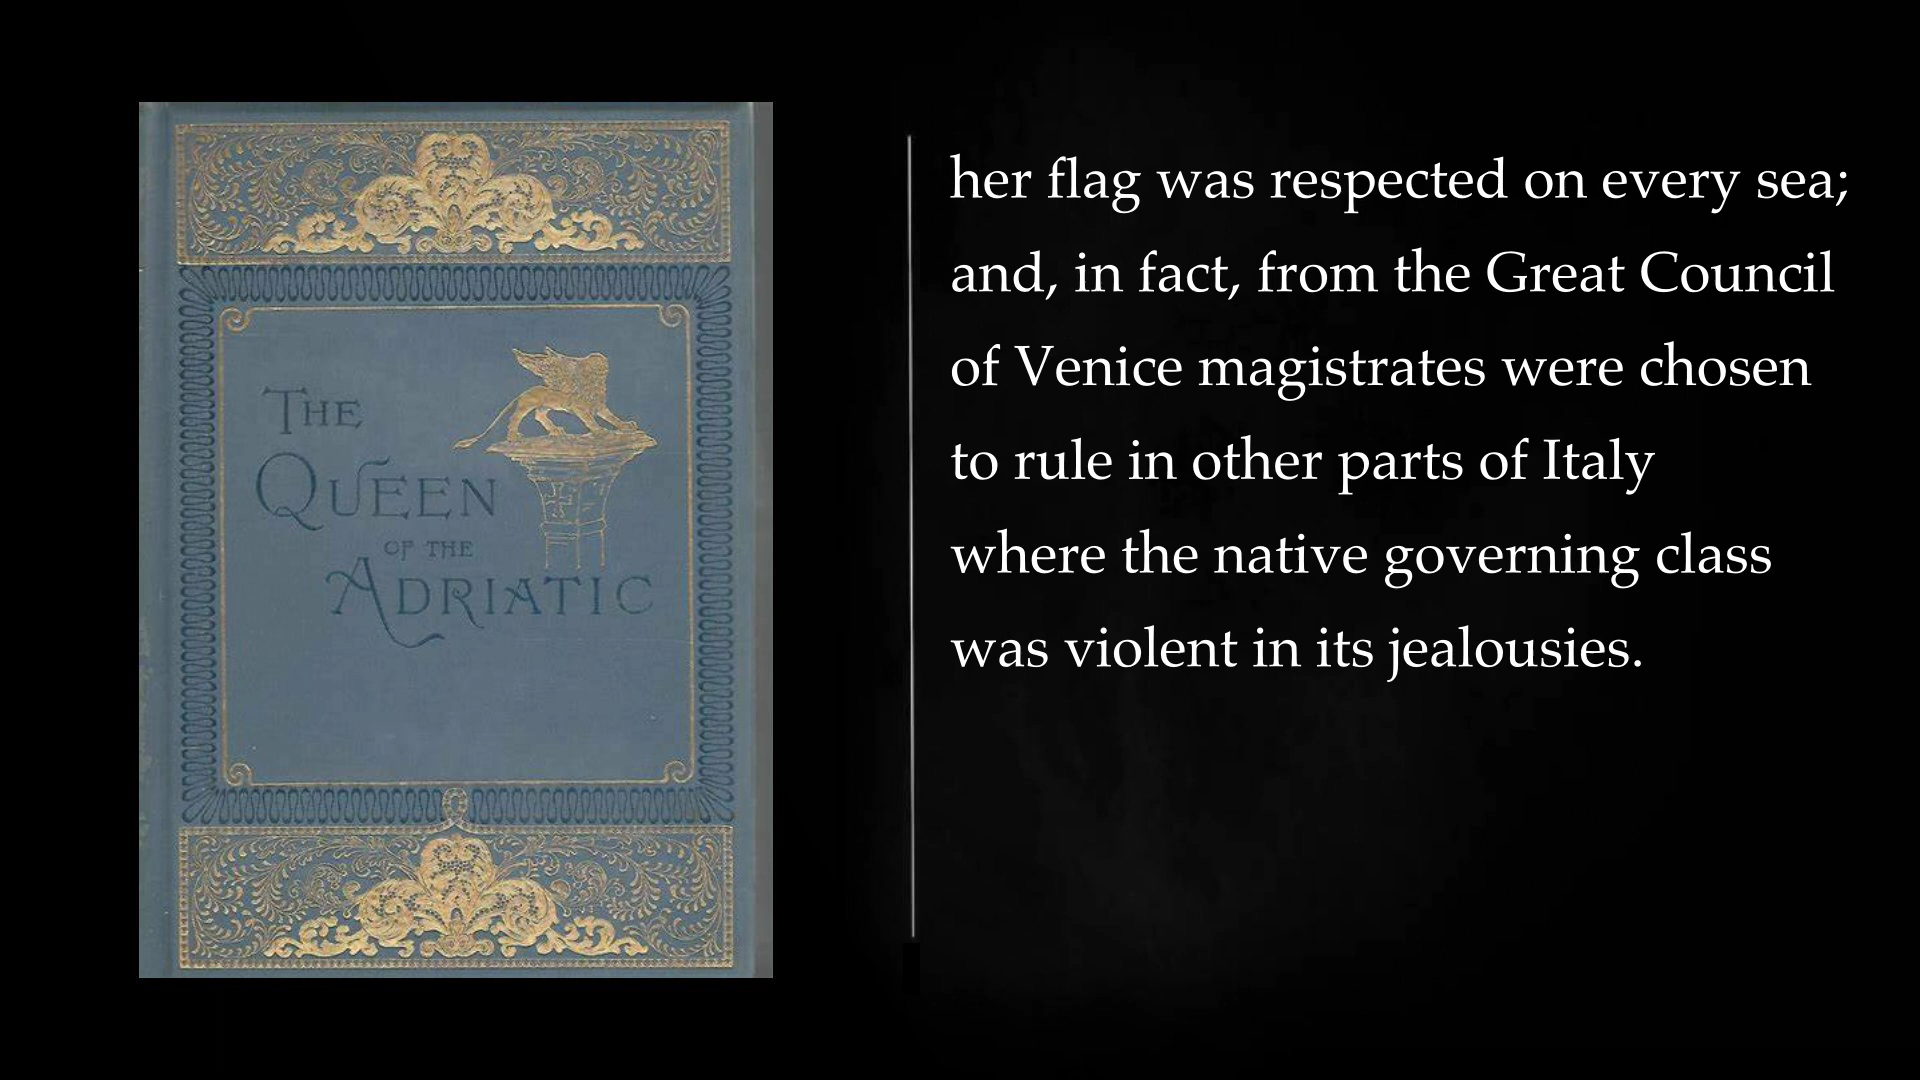 THE
QUEEN
OF THE
ADRIATIC
her flag was respected on every sea;
and, in fact, from the Great Council
of Venice magistrates were chosen
to rule in other parts of Italy
where the native governing class
was violent in its jealousies.